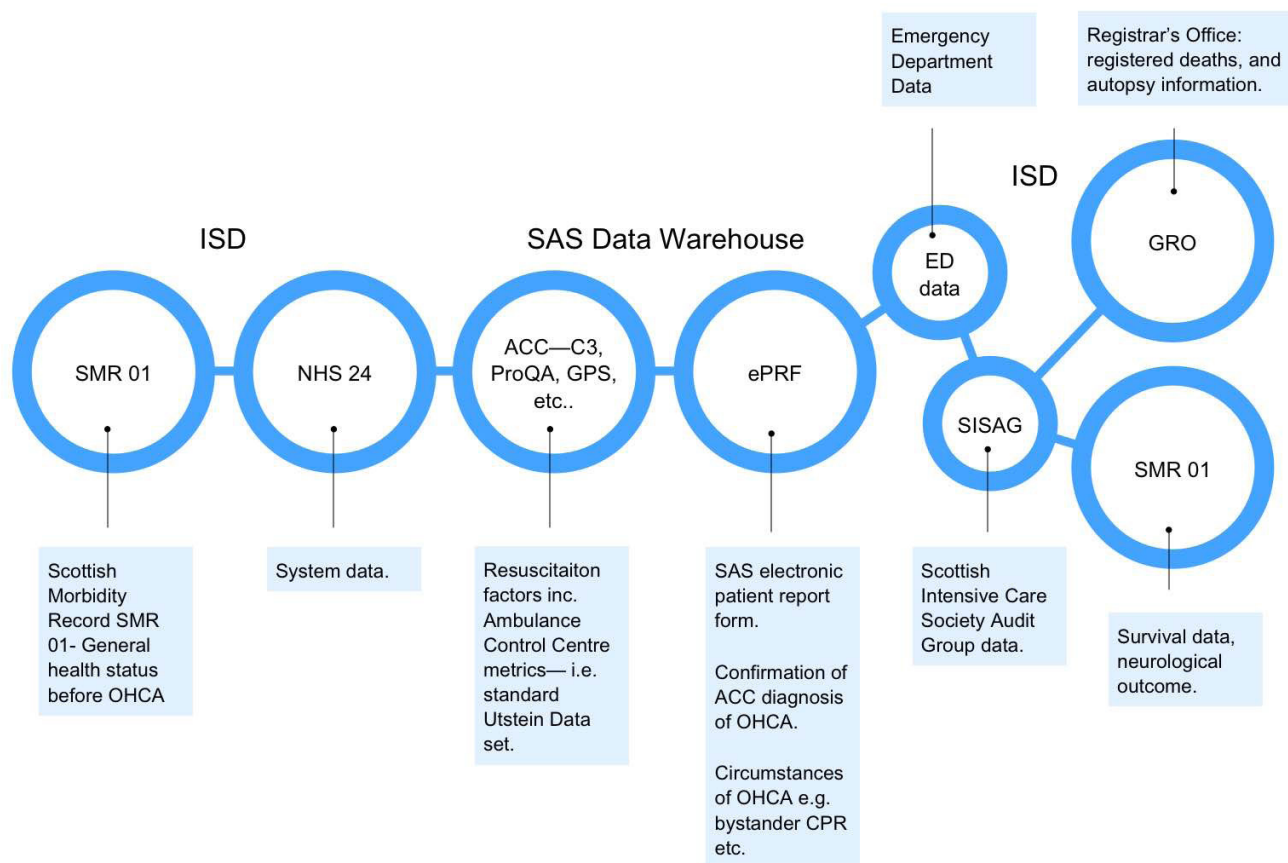 Emergency
Department
Data
Registrar’s Office:
registered deaths, and
autopsy information.
ISD
SAS Data Warehouse
ISD
SMR 01
NHS 24
ACC—C3,
ProQA, GPS,
etc..
ePRF
ED
data
SISAG
GRO
SMR 01
Scottish
Morbidity
Record SMR
01- General
health status
before OHCA
System data.
Resuscitaiton
factors inc.
Ambulance
Control Centre
metrics— i.e.
standard
Utstein Data
set.
SAS electronic
patient report
form.
Confirmation of
ACC diagnosis
of OHCA.
Circumstances
of OHCA e.g.
bystander CPR
etc.
Scottish
Intensive Care
Society Audit
Group data.
Survival data,
neurological
outcome.